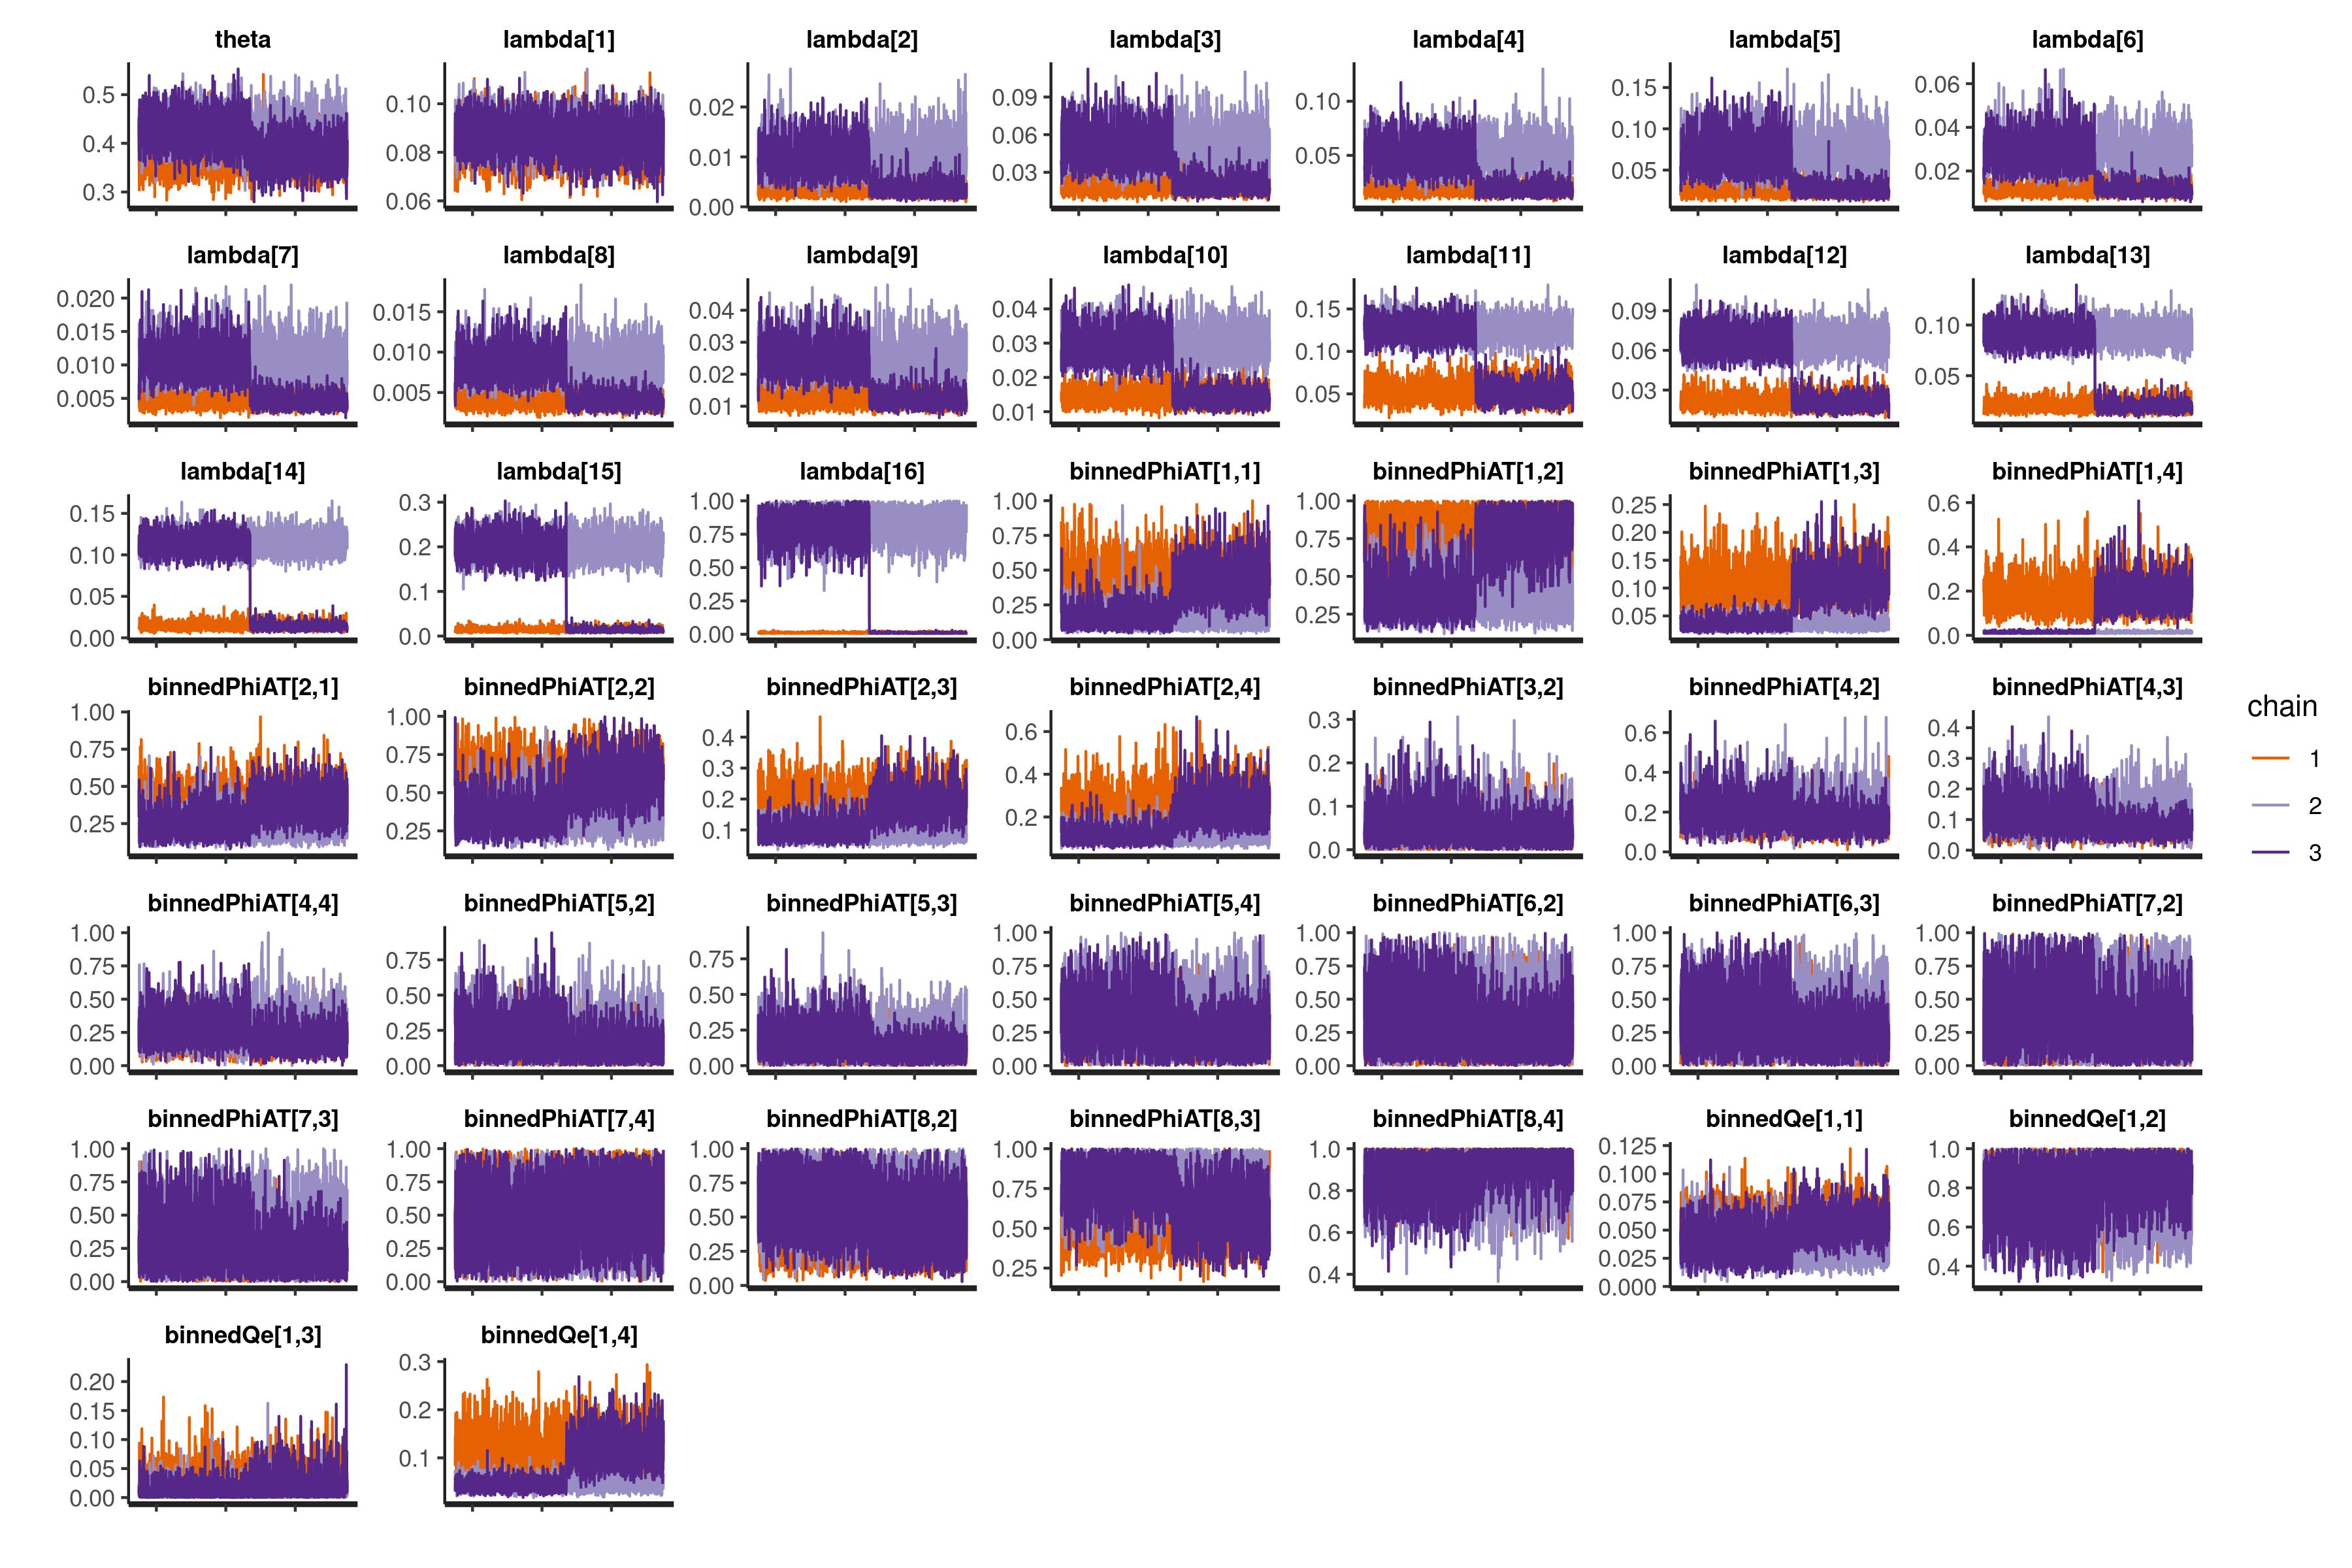 theta lambda[1] lambda[2] lambda[3] lambda[4] lambda[5] lambda[6]
0.5 0.4 0.3
0.10 0.08 0.06
0.02 0.01 0.00
0.09 0.06 0.03
0.10 0.05
0.15 0.10 0.05
0.06 0.04 0.02
lambda[7] lambda[8] lambda[9] lambda[10] lambda[11] lambda[12] lambda[13]
0.020 0.015 0.010 0.005
0.015 0.010 0.005
0.04 0.03 0.02 0.01
0.04 0.03 0.02 0.01
0.15 0.10 0.05
0.09 0.06 0.03
0.10 0.05
lambda[14] lambda[15] lambda[16] binnedPhiAT[1,1] binnedPhiAT[1,2] binnedPhiAT[1,3] binnedPhiAT[1,4]
0.15 0.10 0.05 0.00
0.3 0.2 0.1 0.0
1.00 0.75 0.50 0.25 0.00
1.00 0.75 0.50 0.25 0.00
1.00 0.75 0.50 0.25
0.25 0.20 0.15 0.10 0.05
0.6 0.4 0.2 0.0
binnedPhiAT[2,1] binnedPhiAT[2,2] binnedPhiAT[2,3] binnedPhiAT[2,4] binnedPhiAT[3,2] binnedPhiAT[4,2] binnedPhiAT[4,3]
1.00 0.75 0.50 0.25
1.00 0.75 0.50 0.25
0.4 0.3 0.2 0.1
0.6 0.4 0.2
0.3 0.2 0.1 0.0
0.6 0.4 0.2 0.0
0.4 0.3 0.2 0.1 0.0
chain
1
2
3
binnedPhiAT[4,4] binnedPhiAT[5,2] binnedPhiAT[5,3] binnedPhiAT[5,4] binnedPhiAT[6,2] binnedPhiAT[6,3] binnedPhiAT[7,2]
1.00 0.75 0.50 0.25 0.00
0.75 0.50 0.25 0.00
0.75 0.50 0.25 0.00
1.00 0.75 0.50 0.25 0.00
1.00 0.75 0.50 0.25 0.00
1.00 0.75 0.50 0.25 0.00
1.00 0.75 0.50 0.25 0.00
binnedPhiAT[7,3] binnedPhiAT[7,4] binnedPhiAT[8,2] binnedPhiAT[8,3] binnedPhiAT[8,4] binnedQe[1,1] binnedQe[1,2]
1.00 0.75 0.50 0.25 0.00
1.00 0.75 0.50 0.25 0.00
1.00 0.75 0.50 0.25 0.00
1.00 0.75 0.50 0.25
1.0 0.8 0.6 0.4
0.125 0.100 0.075 0.050 0.025 0.000
1.0 0.8 0.6 0.4
binnedQe[1,3] binnedQe[1,4]
0.20 0.15 0.10 0.05 0.00
0.3 0.2 0.1